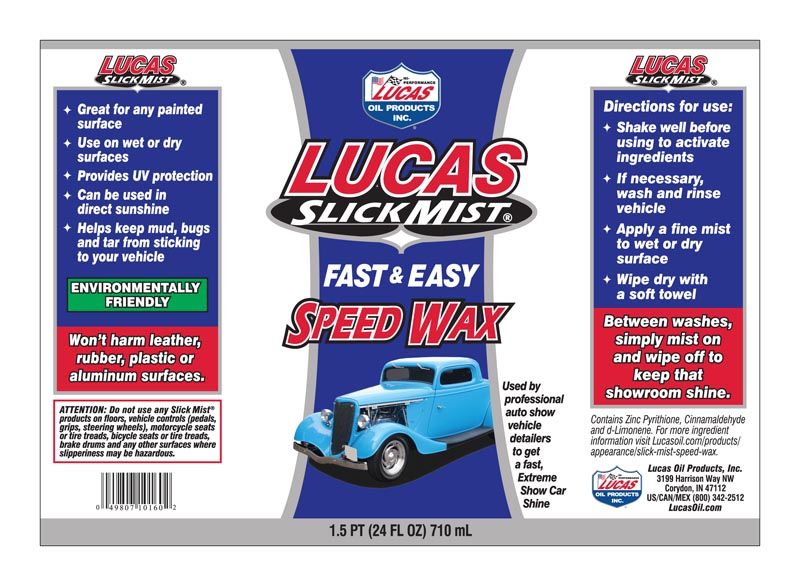 LUCAS
SLICKMIST®
Great for any painted
surface
Use on wet or dry
surfaces
Provides UV protection
Can be used in
direct sunshine
Helps keep mud, bugs
and tar from sticking
to your vehicle
ENVIRONMENTALLY
FRIENDLY
Won't harm leather,
rubber, plastic or
aluminum surfaces.
ATTENTION: Do not use any Slick Mist®
products on floors, vehicle controls (pedals,
grips, steering wheels), motorcycle seats
or tire treads, bicycle seats or tire treads,
brake drums and any other surfaces where
slipperiness may be hazardous.
0 49807 10160 2
HI-PERFORMANCE
LUCAS
OIL PRODUCTS
INC.
LUCAS
SLICKMIST®
FAST & EASY
SPEED WAX
Used by
professional
auto show
vehicle
detailers
to get
a fast,
Extreme
Show Car
Shine
1.5 PT (24 FL OZ) 710 mL
LUCAS
SLICKMIST®
Directions for use:
Shake well before
using to activate
ingredients
If necessary,
wash and rinse
vehicle
Apply a fine mist
to wet or dry
surface
Wipe dry with
a soft towel
Between washes,
simply mist on
and wipe off to
keep that
showroom shine.
Contains Zinc Pyrithione, Cinnamaldehyde
and d-Limonene. For more ingredient
information visit Lucasoil.com/products/
appearance/slick-mist-speed-wax.
LUCAS
OIL PRODUCTS
INC.
Lucas Oil Products, Inc.
3199 Harrison Way NW
Corydon, IN 47112
US/CAN/MEX (800) 342-2512
LucasOil.com